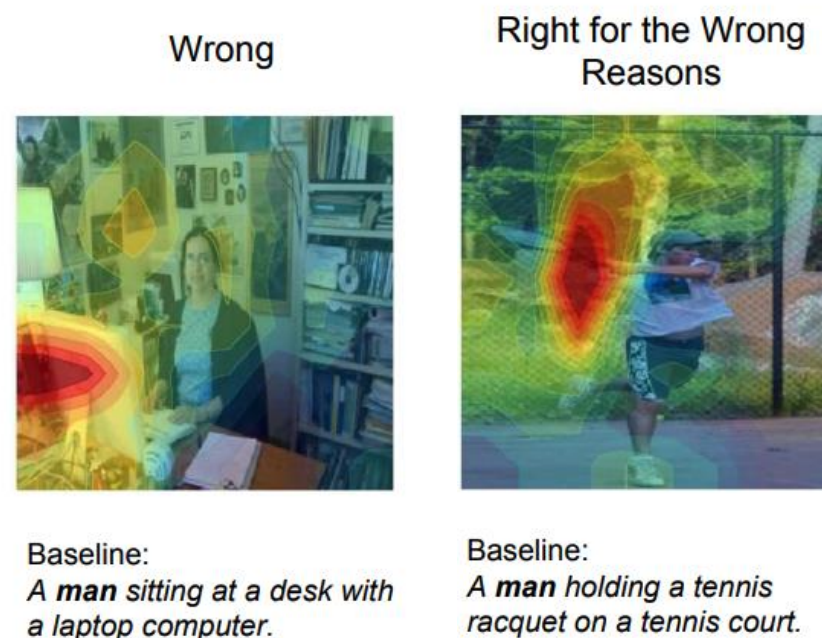 Wrong
Right for the Wrong
Reasons
Baseline:
A man sitting at a desk with
a laptop computer.
Baseline:
A man holding a tennis
racquet on a tennis court.